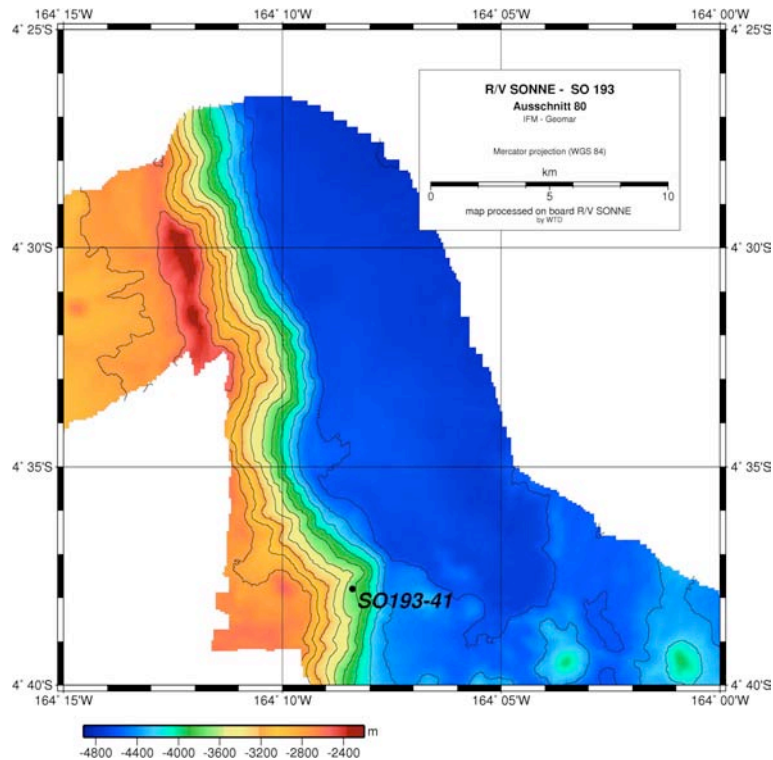 164˚ 15'W 164˚ 10'W 164˚ 05'W 164˚ 00'W
4˚ 25'S 4˚ 25'S
R/V SONNE - SO 193
Ausschnitt 80
IFM - Geomar
Mercator projection (WGS 84)
km
0 5 10
map processed on board R/V SONNE
by WTD
4˚ 30'S 4˚ 30'S
4˚ 35'S 4˚ 35'S
SO193-41
4˚ 40'S 4˚ 40'S
164˚ 15'W 164˚ 10'W 164˚ 05'W 164˚ 00'W
m
-4800 -4400 -4000 -3600 -3200 -2800 -2400